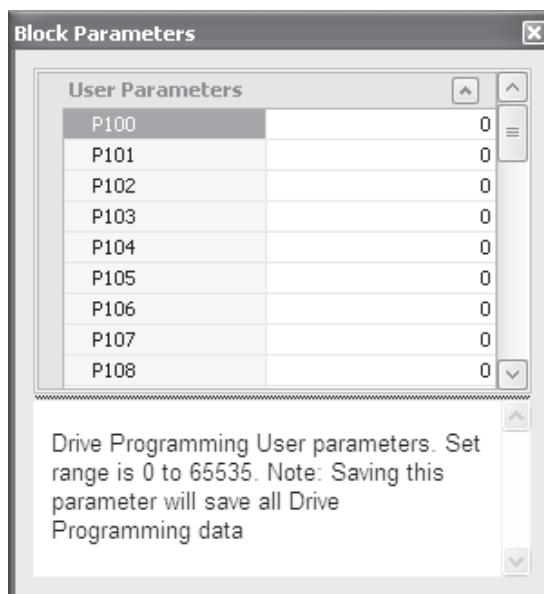 Block Parameters
User Parameters
P100 0
P101 0
P102 0
P103 0
P104 0
P105 0
P106 0
P107 0
P108 0
Drive Programming User parameters. Set
range is 0 to 65535. Note: Saving this
parameter will save all Drive
Programming data